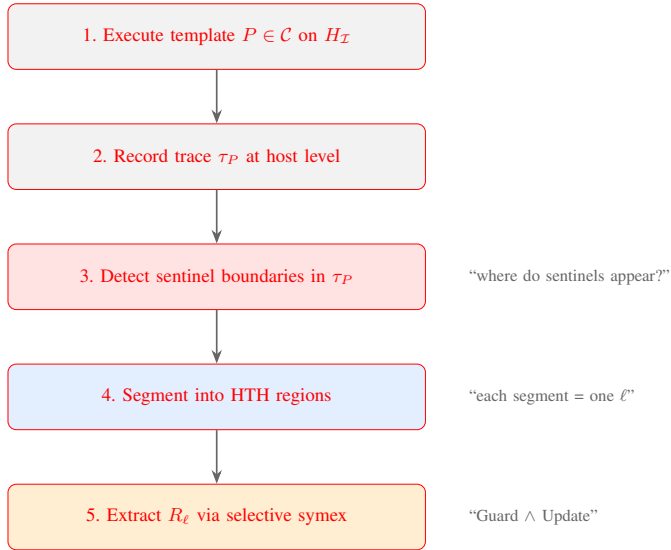 1. Execute template P ∈ 𝒞 on H_ℐ
2. Record trace τ_P at host level
3. Detect sentinel boundaries in τ_P
“where do sentinels appear?”
4. Segment into HTH regions
“each segment = one ℓ”
5. Extract R_ℓ via selective symex
“Guard ∧ Update”